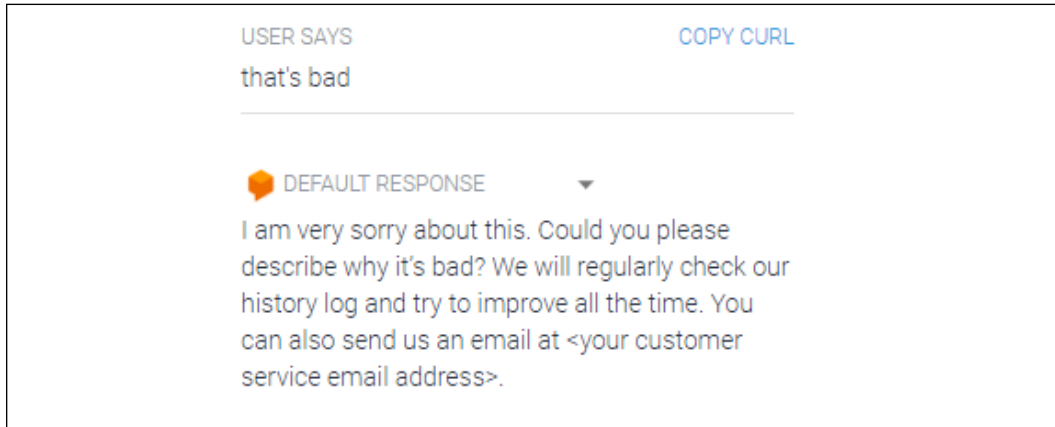 USER SAYS COPY CURL
that's bad
DEFAULT RESPONSE
I am very sorry about this. Could you please
describe why it's bad? We will regularly check our
history log and try to improve all the time. You
can also send us an email at <your customer
service email address>.